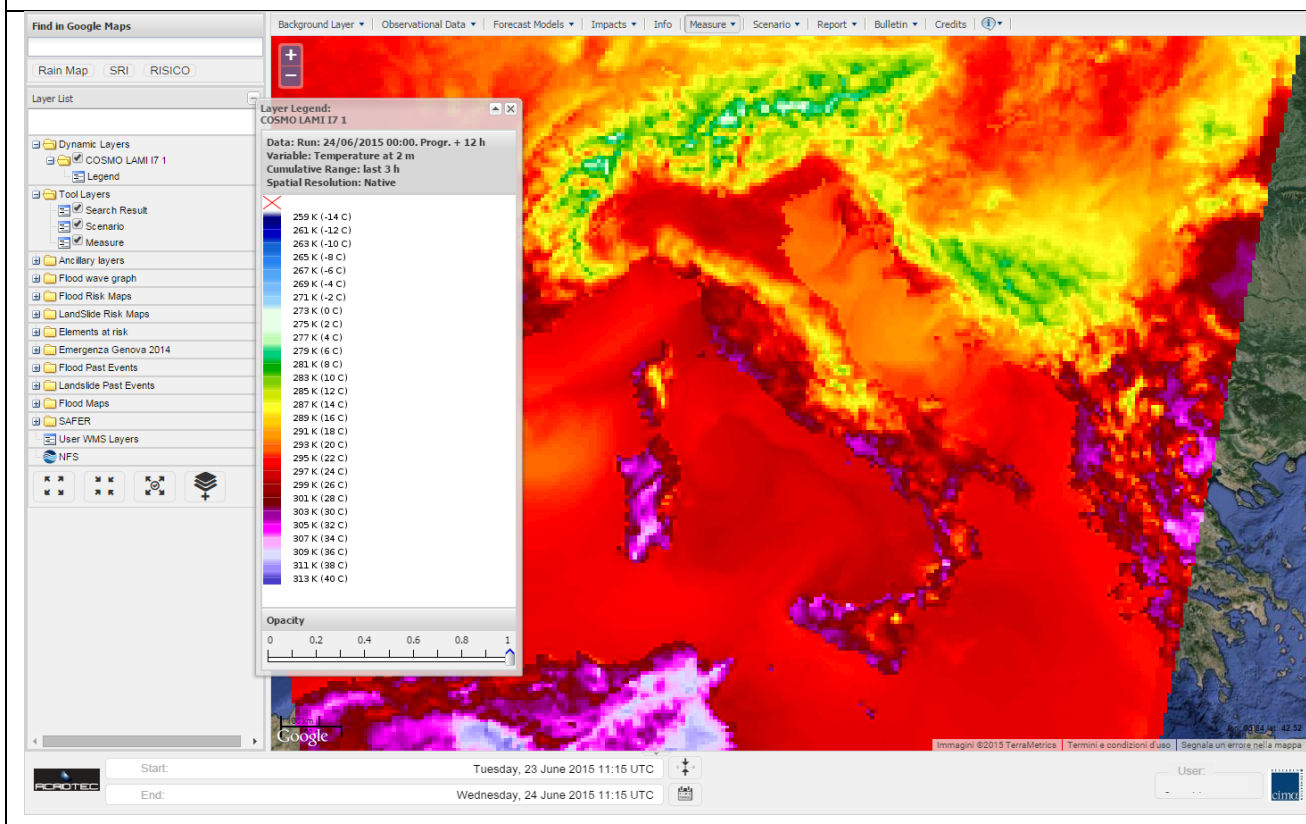 Find in Google Maps
Background Layer
Observational Data
Forecast Models
Impacts
Info
Measure
Scenario
Report
Bulletin
Credits
Rain Map
SRI
RISICO
Layer List
Dynamic Layers
COSMO LAMI I7 1
Legend
Tool Layers
Search Result
Scenario
Measure
Ancillary layers
Flood wave graph
Flood Risk Maps
LandSlide Risk Maps
Elements at risk
Emergenza Genova 2014
Flood Past Events
Landslide Past Events
Flood Maps
SAFER
User WMS Layers
NFS
Layer Legend:
COSMO LAMI I7 1
Data: Run: 24/06/2015 00:00. Progr. + 12 h
Variable: Temperature at 2 m
Cumulative Range: last 3 h
Spatial Resolution: Native
259 K (-14 C)
261 K (-12 C)
263 K (-10 C)
265 K (-8 C)
267 K (-6 C)
269 K (-4 C)
271 K (-2 C)
273 K (0 C)
275 K (2 C)
277 K (4 C)
279 K (6 C)
281 K (8 C)
283 K (10 C)
285 K (12 C)
287 K (14 C)
289 K (16 C)
291 K (18 C)
293 K (20 C)
295 K (22 C)
297 K (24 C)
299 K (26 C)
301 K (28 C)
303 K (30 C)
305 K (32 C)
307 K (34 C)
309 K (36 C)
311 K (38 C)
313 K (40 C)
Opacity
0 0.2 0.4 0.6 0.8 1
km
Google
42.52
Immagini ©2015 TerraMetrics
Termini e condizioni d'uso
Segnala un errore nella mappa
ACROTEC
Start: Tuesday, 23 June 2015 11:15 UTC
End: Wednesday, 24 June 2015 11:15 UTC
User:
cima